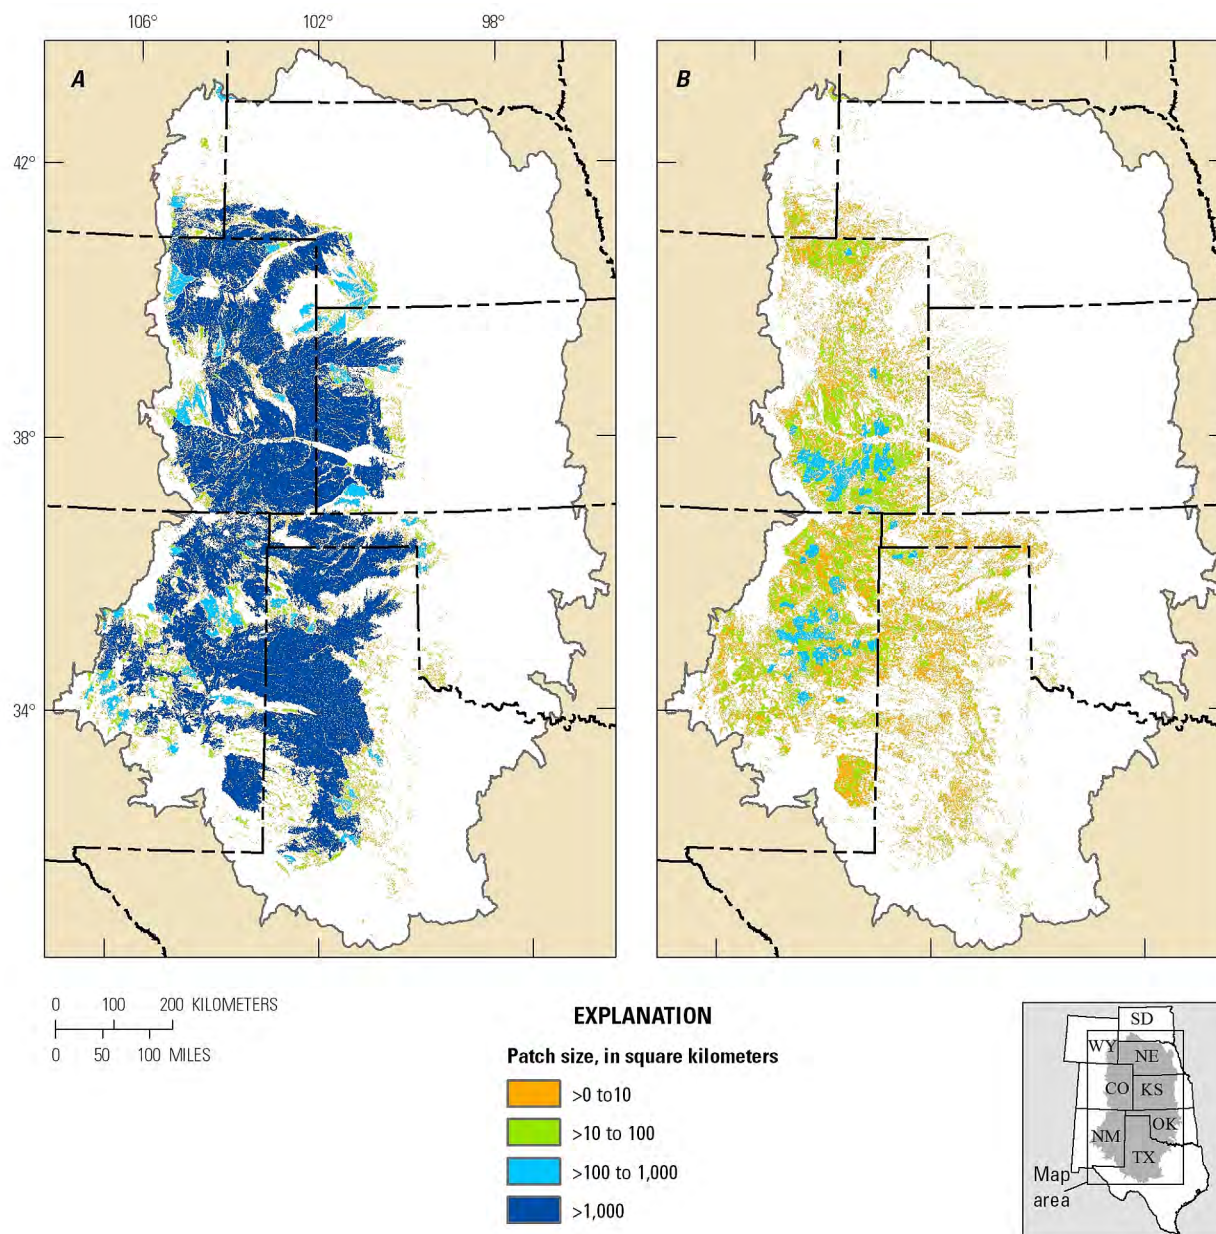 106° 102° 98°
A B
42°
38°
34°
0 100 200 KILOMETERS
0 50 100 MILES
EXPLANATION
Patch size, in square kilometers
>0 to10
>10 to 100
>100 to 1,000
>1,000
SD
WY NE
CO KS
NM OK
TX
Map
area